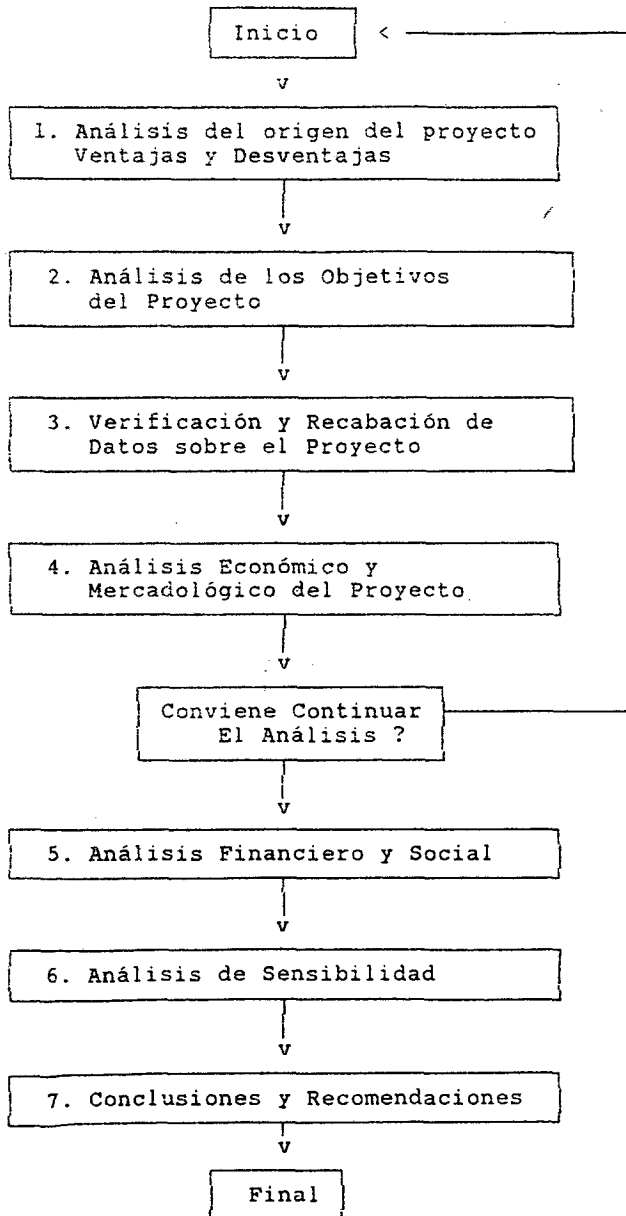 Inicio
1. Análisis del origen del proyecto
Ventajas y Desventajas
2. Análisis de los Objetivos
del Proyecto
3. Verificación y Recabación de
Datos sobre el Proyecto
4. Análisis Económico y
Mercadológico del Proyecto
Conviene Continuar
El Análisis ?
5. Análisis Financiero y Social
6. Análisis de Sensibilidad
7. Conclusiones y Recomendaciones
Final